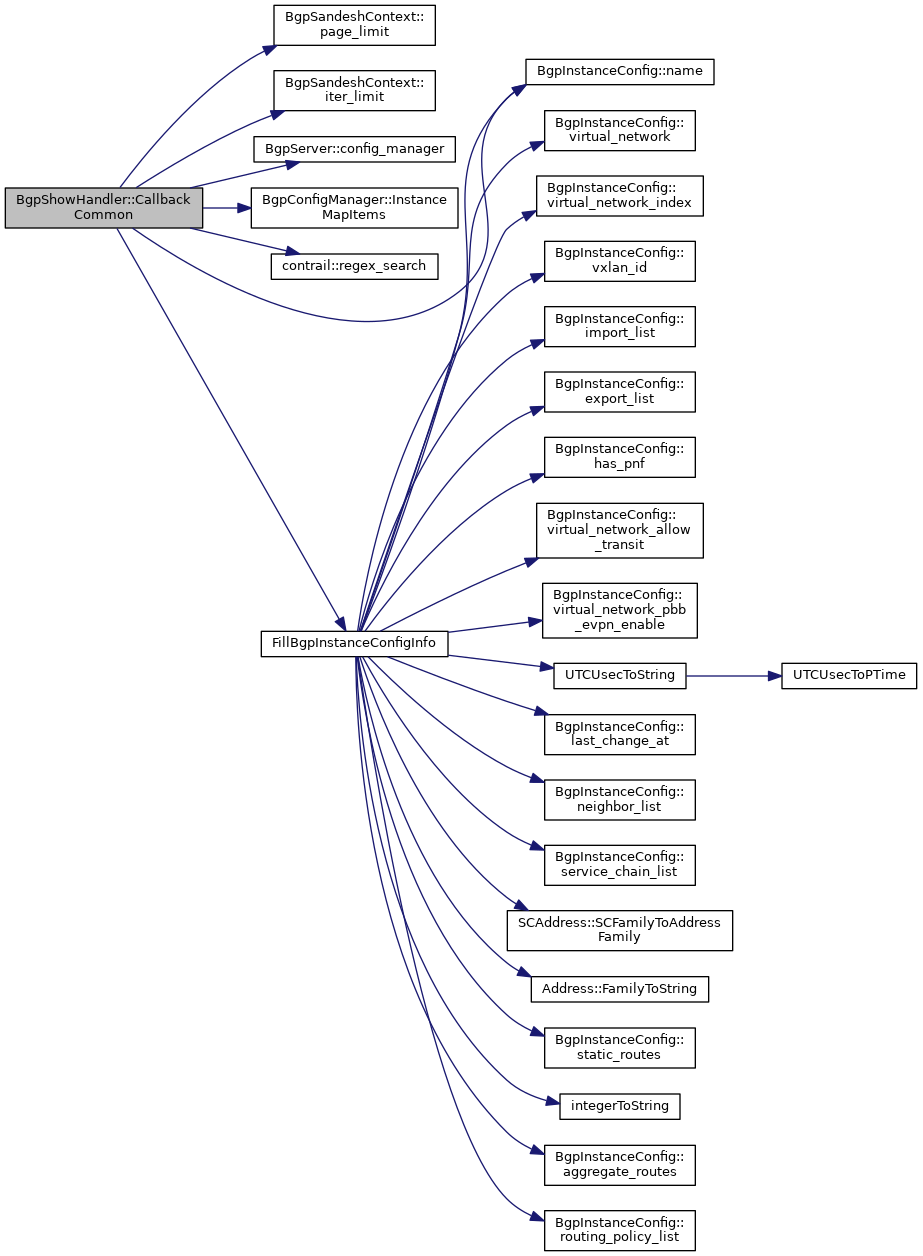 BgpShowHandler::Callback
Common
BgpSandeshContext::
page_limit
BgpSandeshContext::
iter_limit
BgpServer::config_manager
BgpConfigManager::Instance
MapItems
contrail::regex_search
FillBgpInstanceConfigInfo
BgpInstanceConfig::name
BgpInstanceConfig::
virtual_network
BgpInstanceConfig::
virtual_network_index
BgpInstanceConfig::
vxlan_id
BgpInstanceConfig::
import_list
BgpInstanceConfig::
export_list
BgpInstanceConfig::
has_pnf
BgpInstanceConfig::
virtual_network_allow
_transit
BgpInstanceConfig::
virtual_network_pbb
_evpn_enable
UTCUsecToString
UTCUsecToPTime
BgpInstanceConfig::
last_change_at
BgpInstanceConfig::
neighbor_list
BgpInstanceConfig::
service_chain_list
SCAddress::SCFamilyToAddress
Family
Address::FamilyToString
BgpInstanceConfig::
static_routes
integerToString
BgpInstanceConfig::
aggregate_routes
BgpInstanceConfig::
routing_policy_list